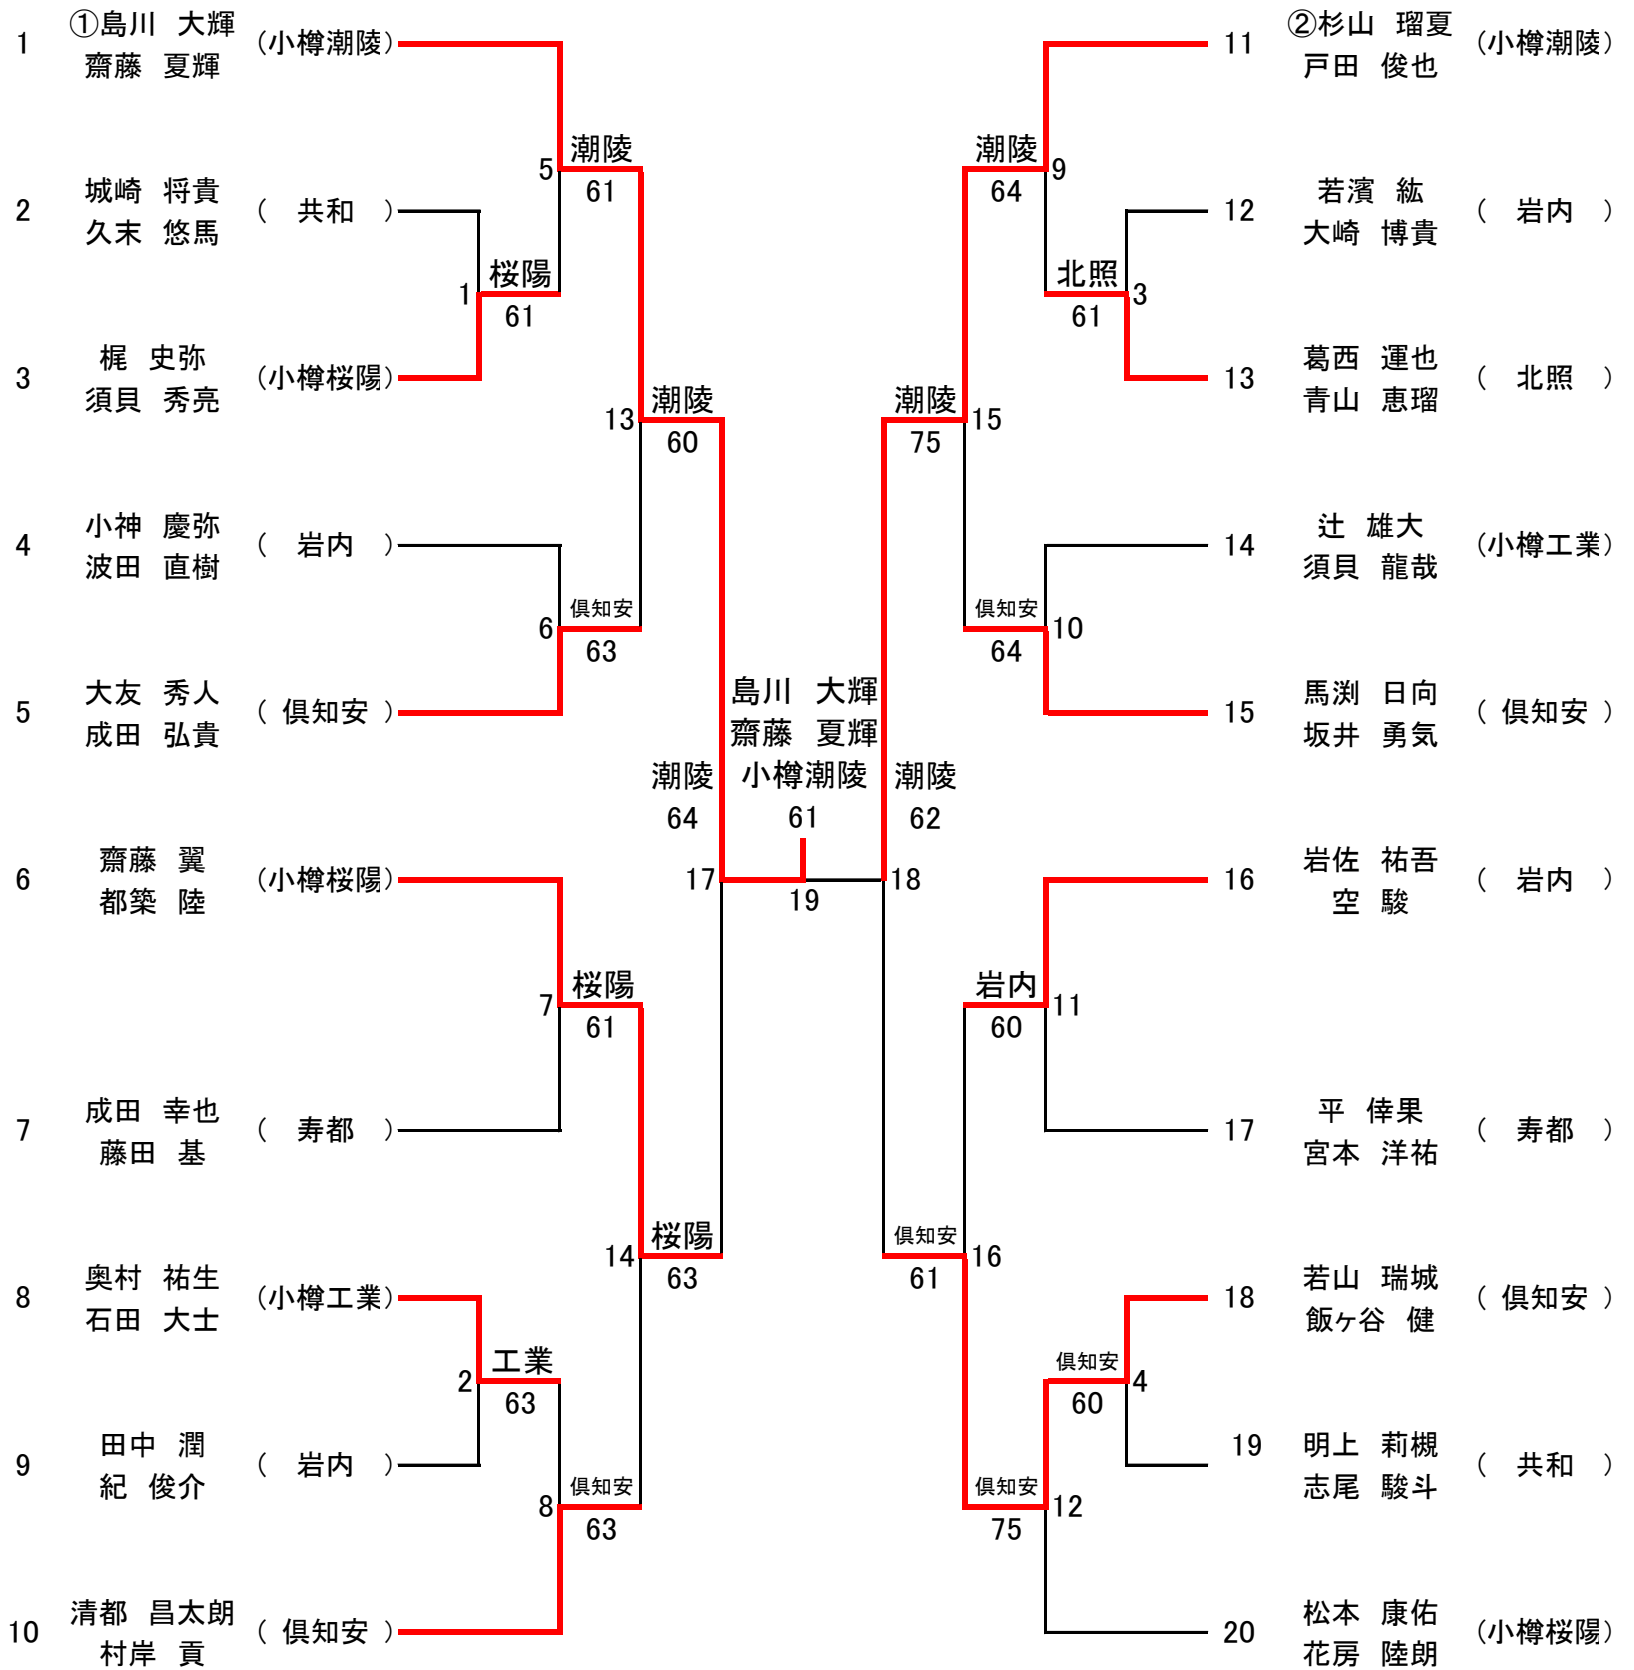 1 ①島川 大輝
齋藤 夏輝 (小樽潮陵)
2 城崎 将貴
久末 悠馬 ( 共和 )
3 梶 史弥
須貝 秀亮 (小樽桜陽)
4 小神 慶弥
波田 直樹 ( 岩内 )
5 大友 秀人
成田 弘貴 ( 倶知安 )
6 齋藤 翼
都築 陸 (小樽桜陽)
7 成田 幸也
藤田 基 ( 寿都 )
8 奥村 祐生
石田 大士 (小樽工業)
9 田中 潤
紀 俊介 ( 岩内 )
10 清都 昌太朗
村岸 貢 ( 倶知安 )
1 桜陽
61
2 工業
63
5 潮陵
61
6 倶知安
63
7 桜陽
61
8 倶知安
63
13 潮陵
60
14 桜陽
63
潮陵
64
17
島川 大輝
齋藤 夏輝
小樽潮陵
61
19
潮陵
62
18
潮陵 15
75
倶知安 16
61
潮陵 9
64
倶知安 10
64
岩内 11
60
倶知安 12
75
北照 3
61
倶知安 4
60
11 ②杉山 瑠夏
戸田 俊也 (小樽潮陵)
12 若濱 紘
大崎 博貴 ( 岩内 )
13 葛西 運也
青山 恵瑠 ( 北照 )
14 辻 雄大
須貝 龍哉 (小樽工業)
15 馬渕 日向
坂井 勇気 ( 倶知安 )
16 岩佐 祐吾
空 駿 ( 岩内 )
17 平 倖果
宮本 洋祐 ( 寿都 )
18 若山 瑞城
飯ヶ谷 健 ( 倶知安 )
19 明上 莉槻
志尾 駿斗 ( 共和 )
20 松本 康佑
花房 陸朗 (小樽桜陽)